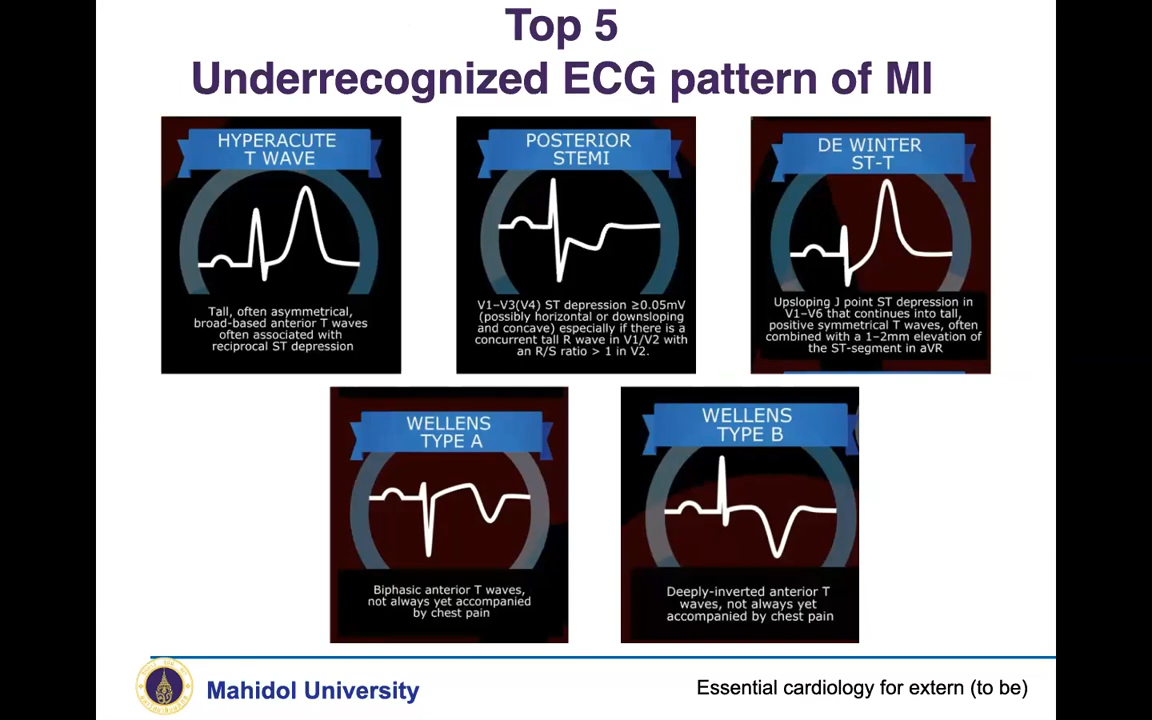 Top 5
Underrecognized ECG pattern of MI
HYPERACUTE
T WAVE
Tall, often asymmetrical,
broad-based anterior T waves
often associated with
reciprocal ST depression
POSTERIOR
STEMI
V1–V3(V4) ST depression ≥0.05mV
(possibly horizontal or downsloping
and concave) especially if there is a
concurrent tall R wave in V1/V2 with
an R/S ratio > 1 in V2.
DE WINTER
ST-T
Upsloping J point ST depression in
V1–V6 that continues into tall,
positive symmetrical T waves, often
combined with a 1–2mm elevation of
the ST-segment in aVR
WELLENS
TYPE A
Biphasic anterior T waves,
not always yet accompanied
by chest pain
WELLENS
TYPE B
Deeply-inverted anterior T
waves, not always yet
accompanied by chest pain
Mahidol University
Essential cardiology for extern (to be)